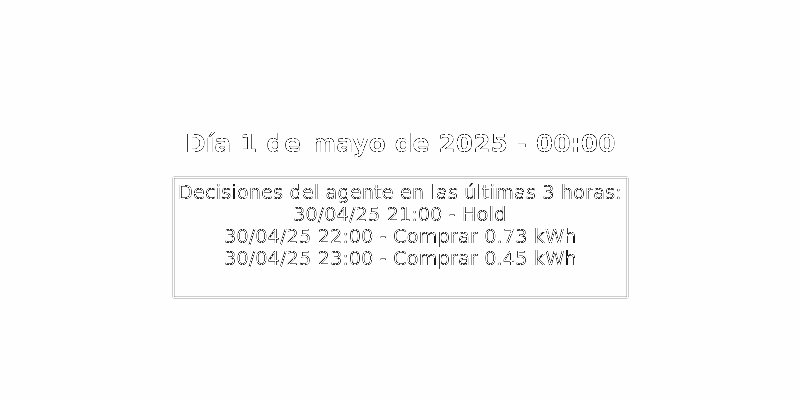 Día 1 de mayo de 2025 - 00:00
Decisiones del agente en las últimas 3 horas:
30/04/25 21:00 - Hold
30/04/25 22:00 - Comprar 0.73 kWh
30/04/25 23:00 - Comprar 0.45 kWh